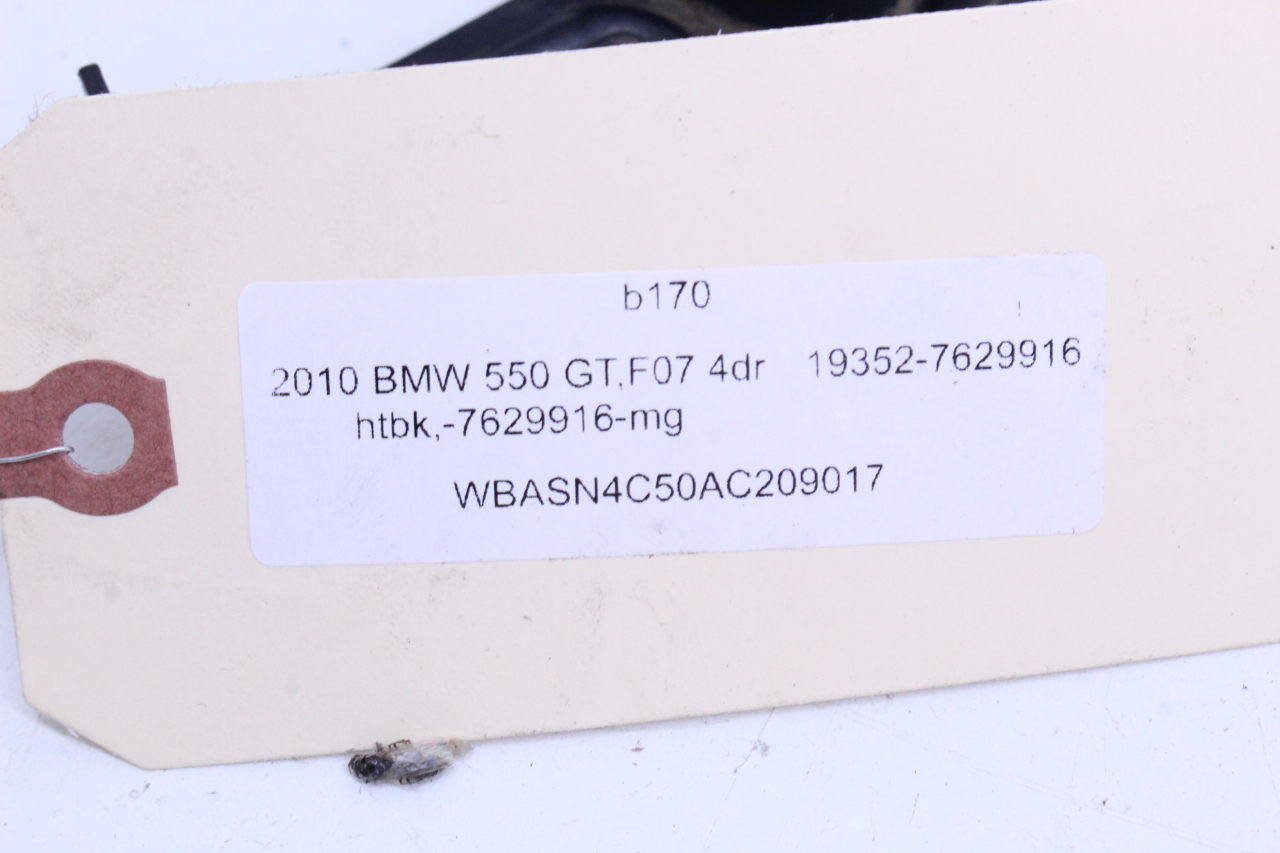 b170
2010 BMW 550 GT,F07 4dr 19352-7629916
htbk,-7629916-mg
WBASN4C50AC209017